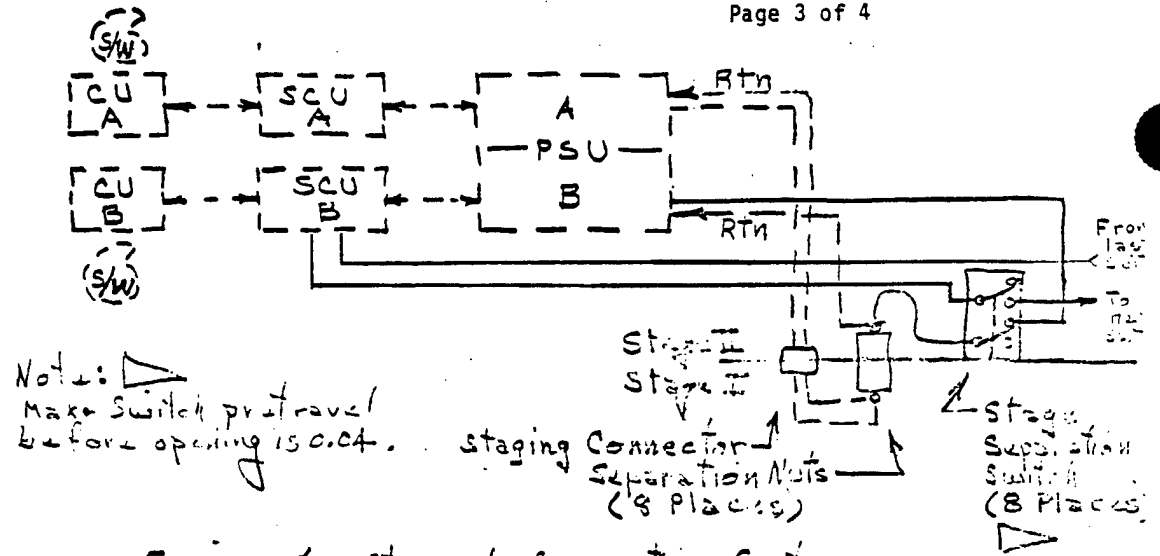 Page 3 of 4
S/W
CU
A
SCU
A
A
PSU
B
Rtn
CU
B
SCU
B
Rtn
S/W
To
Stage II
Stage I
Note:
Make Switch pretravel
before opening is 0.04.
staging Connector
Separation Nuts
(8 Places)
Stage
Separation
Switch
(8 Places)